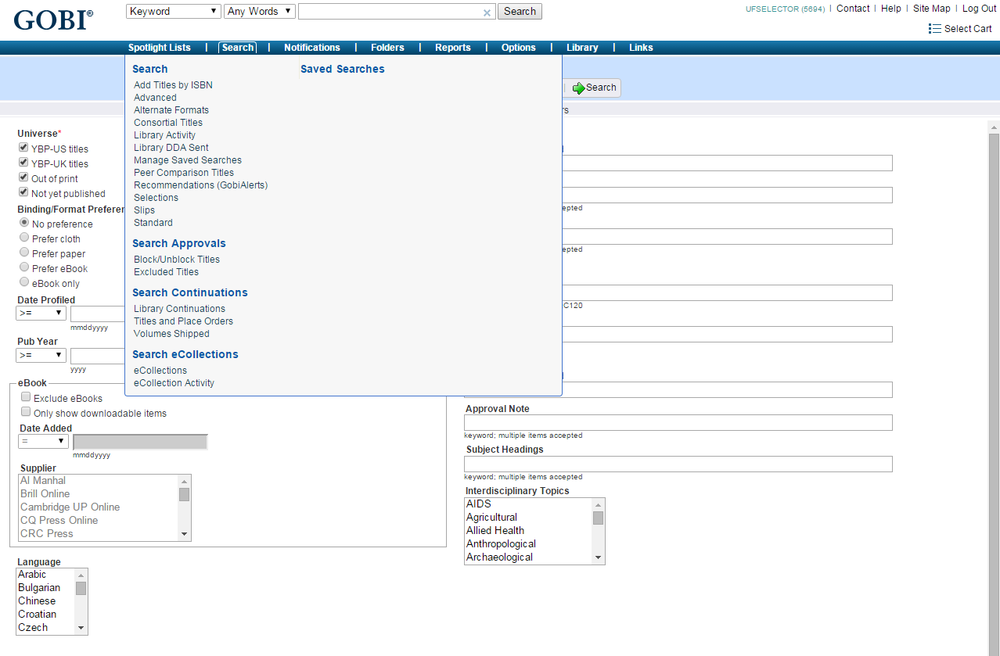 GOBI®
Keyword Any Words Search
UFSELECTOR (5694) | Contact | Help | Site Map | Log Out
Select Cart
Spotlight Lists | Search | Notifications | Folders | Reports | Options | Library | Links
Search
Add Titles by ISBN
Advanced
Alternate Formats
Consortial Titles
Library Activity
Library DDA Sent
Manage Saved Searches
Peer Comparison Titles
Recommendations (GobiAlerts)
Selections
Slips
Standard
Search Approvals
Block/Unblock Titles
Excluded Titles
Search Continuations
Library Continuations
Titles and Place Orders
Volumes Shipped
Search eCollections
eCollections
eCollection Activity
Saved Searches
| Search
rs
Universe*
YBP-US titles
YBP-UK titles
Out of print
Not yet published
Binding/Format Preferen
No preference
Prefer cloth
Prefer paper
Prefer eBook
eBook only
Date Profiled
>=
mmddyyyy
Pub Year
>=
yyyy
eBook
Exclude eBooks
Only show downloadable items
Date Added
=
mmddyyyy
Supplier
Al Manhal
Brill Online
Cambridge UP Online
CQ Press Online
CRC Press
Language
Arabic
Bulgarian
Chinese
Croatian
Czech
epted
epted
C120
Approval Note
keyword; multiple items accepted
Subject Headings
keyword; multiple items accepted
Interdisciplinary Topics
AIDS
Agricultural
Allied Health
Anthropological
Archaeological